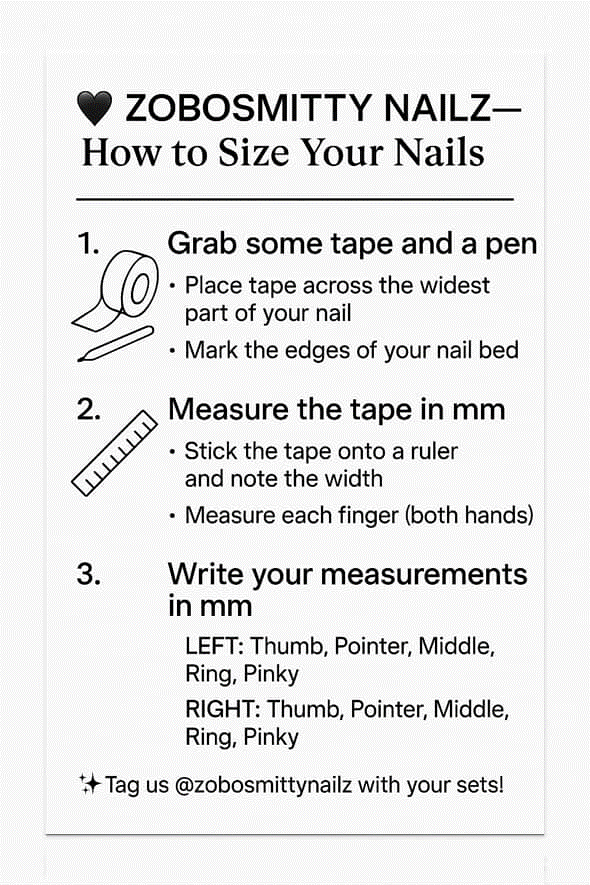 🖤 ZOBOSMITTY NAILZ—
How to Size Your Nails
1. Grab some tape and a pen
• Place tape across the widest
part of your nail
• Mark the edges of your nail bed
2. Measure the tape in mm
• Stick the tape onto a ruler
and note the width
• Measure each finger (both hands)
3. Write your measurements
in mm
LEFT: Thumb, Pointer, Middle,
Ring, Pinky
RIGHT: Thumb, Pointer, Middle,
Ring, Pinky
✨Tag us @zobosmittynailz with your sets!